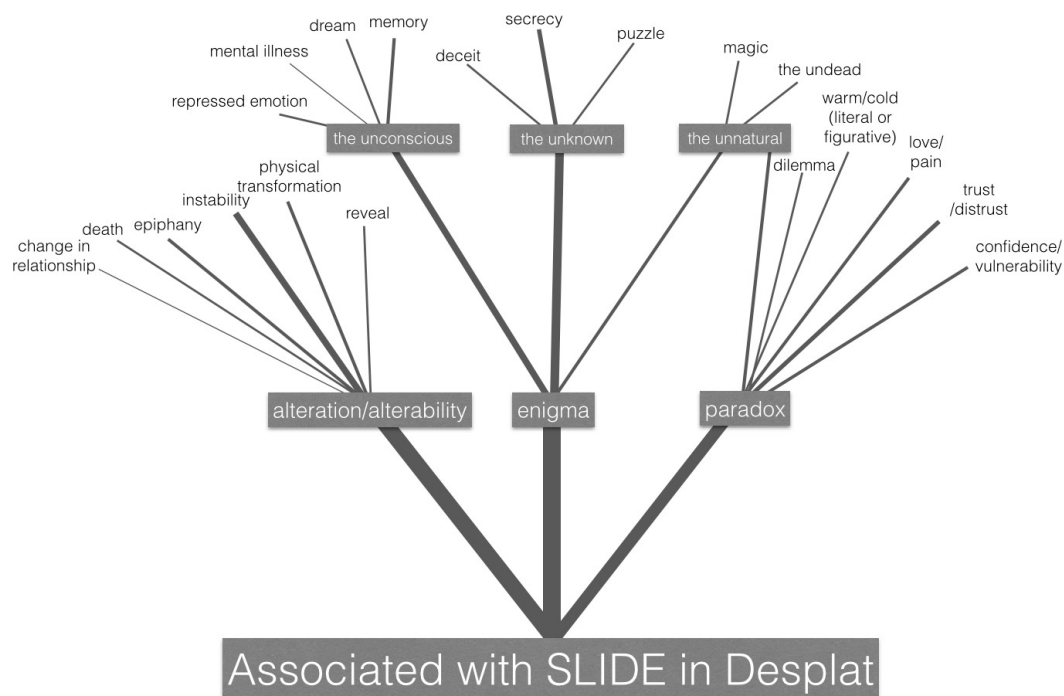 secrecy
memory
dream
puzzle
mental illness
deceit
magic
the undead
repressed emotion
warm/cold
(literal or
figurative)
the unconscious
the unknown
the unnatural
love/
pain
dilemma
physical
transformation
instability
trust
/distrust
reveal
epiphany
death
change in
relationship
confidence/
vulnerability
alteration/alterability
enigma
paradox
Associated with SLIDE in Desplat